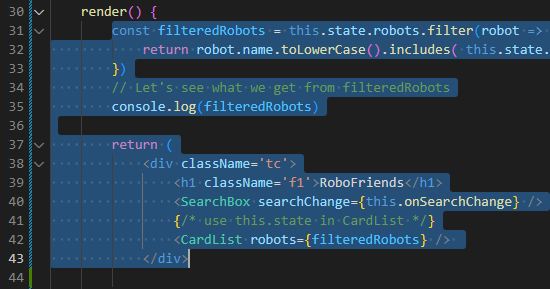 30 render() {
31 const filteredRobots = this.state.robots.filter(robot =>
32 return robot.name.toLowerCase().includes( this.state.
33 })
34 // Let's see what we get from filteredRobots
35 console.log(filteredRobots)
36
37 return (
38 <div className='tc'>
39 <h1 className='f1'>RoboFriends</h1>
40 <SearchBox searchChange={this.onSearchChange} />
41 {/* use this.state in CardList */}
42 <CardList robots={filteredRobots} />
43 </div>
44